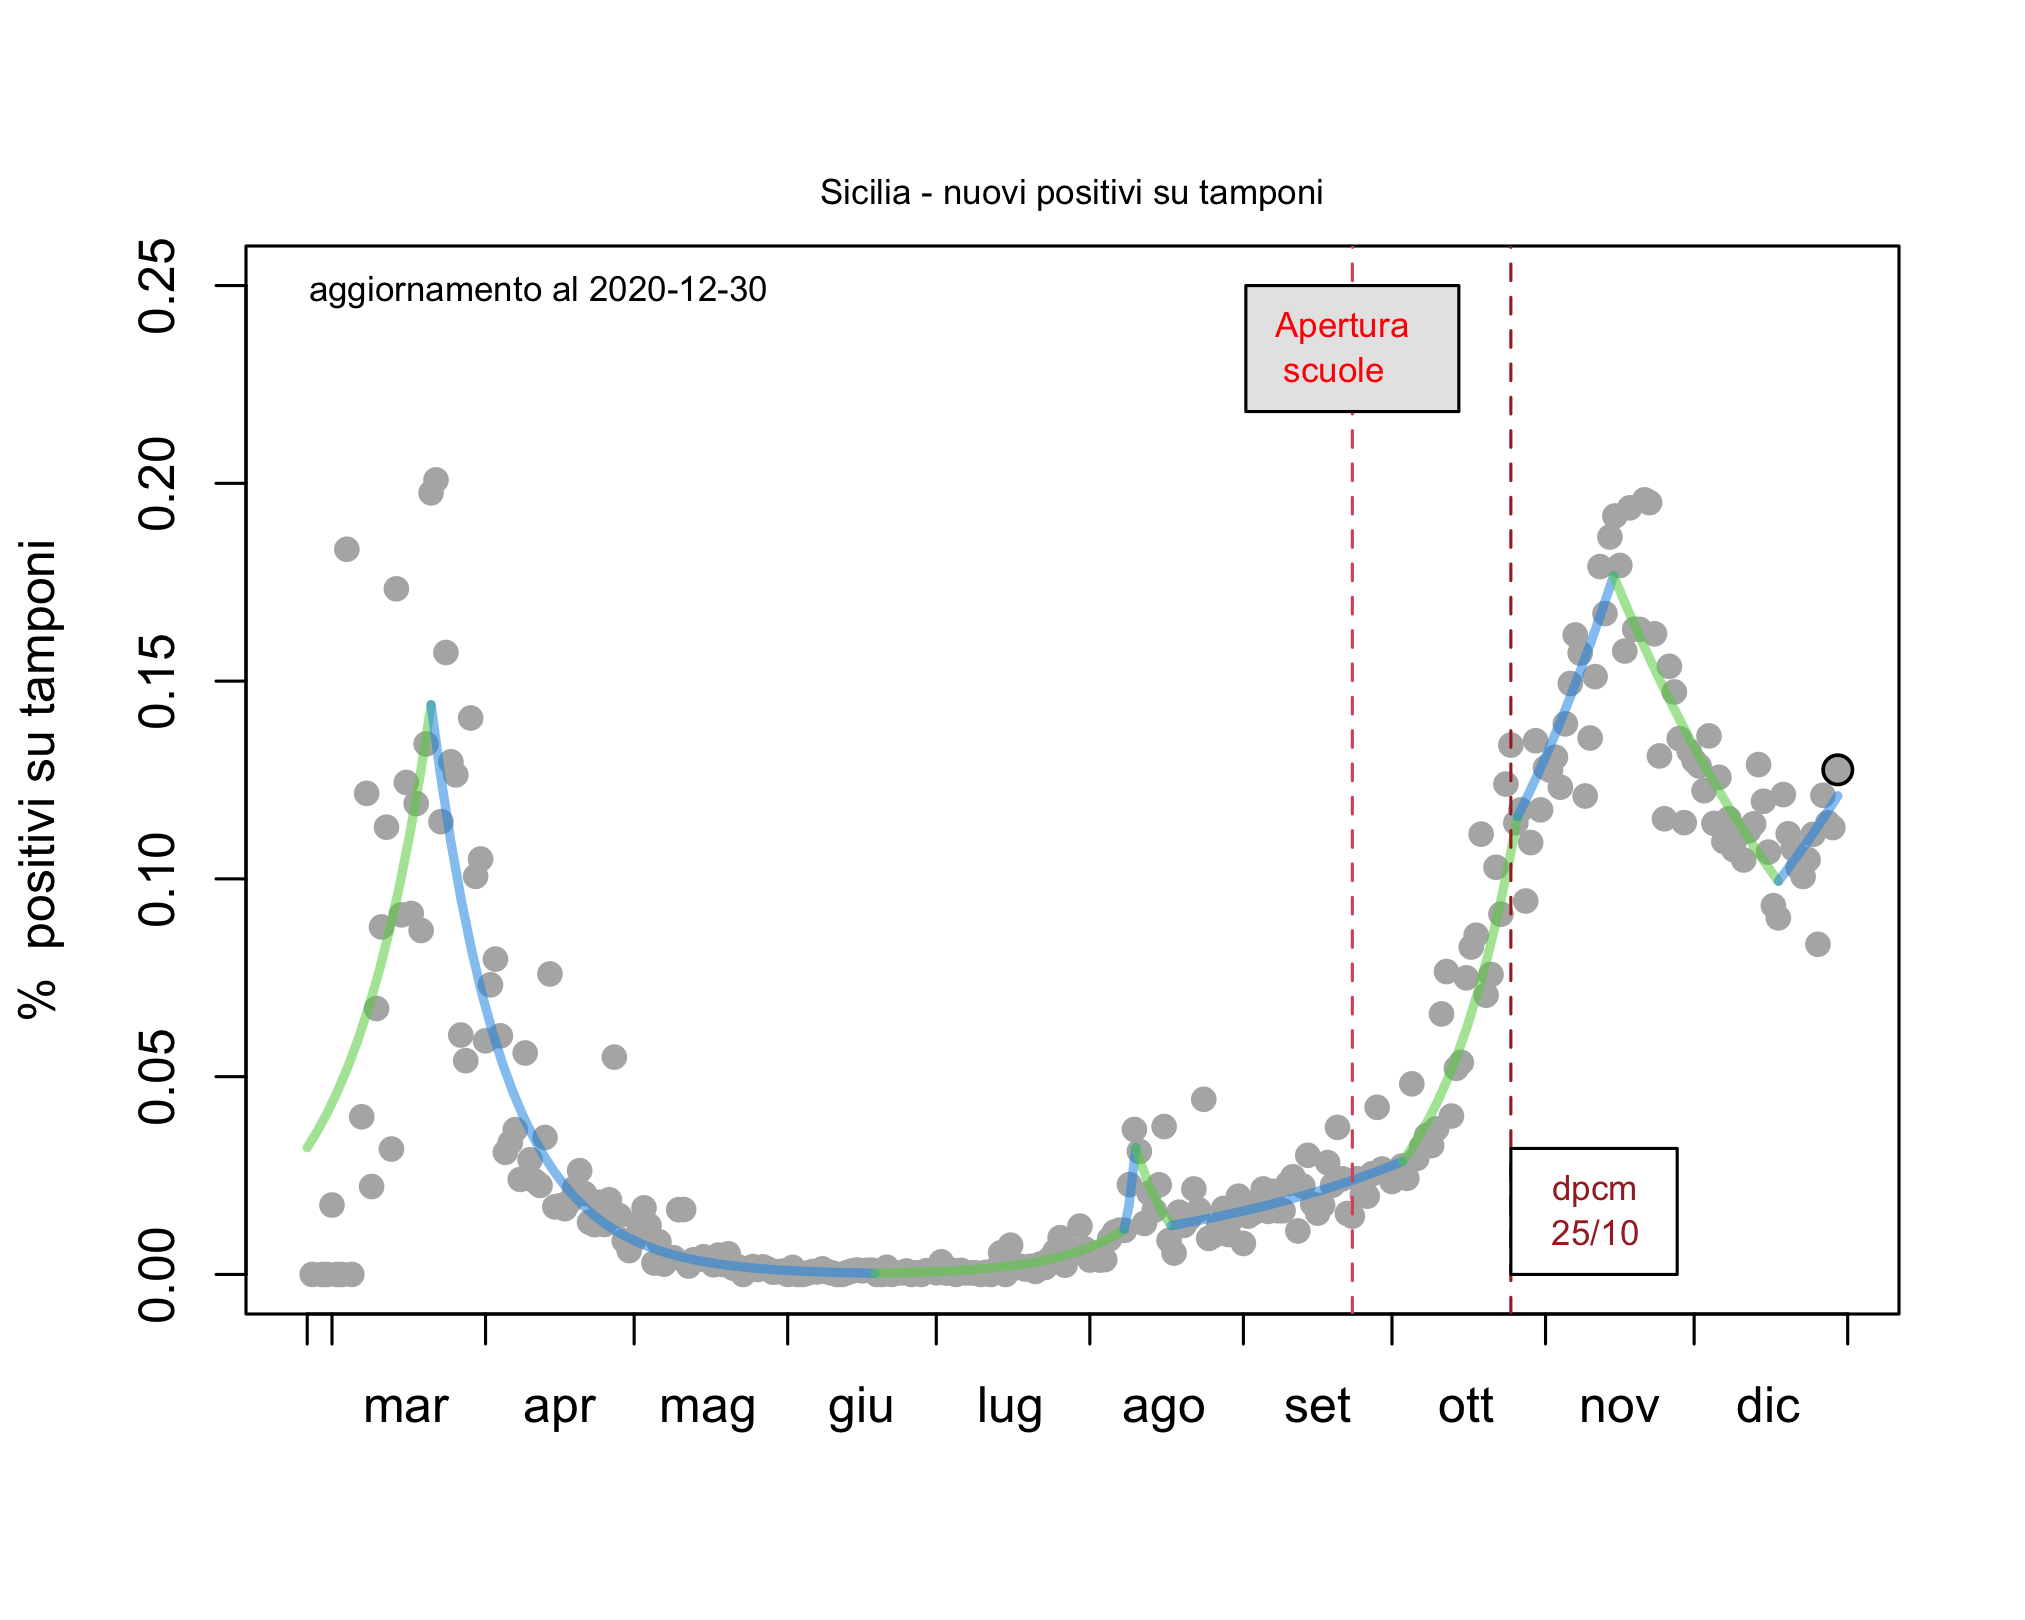 Sicilia - nuovi positivi su tamponi
aggiornamento al 2020-12-30
Apertura
scuole
dpcm
25/10
% positivi su tamponi
0.25
0.20
0.15
0.10
0.05
0.00
mar apr mag giu lug ago set ott nov dic